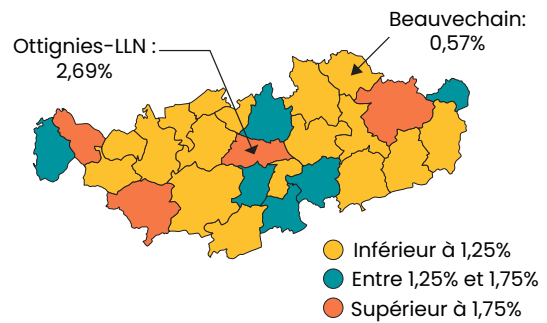 Beauvechain:
0,57%
Ottignies-LLN :
2,69%
Inférieur à 1,25%
Entre 1,25% et 1,75%
Supérieur à 1,75%